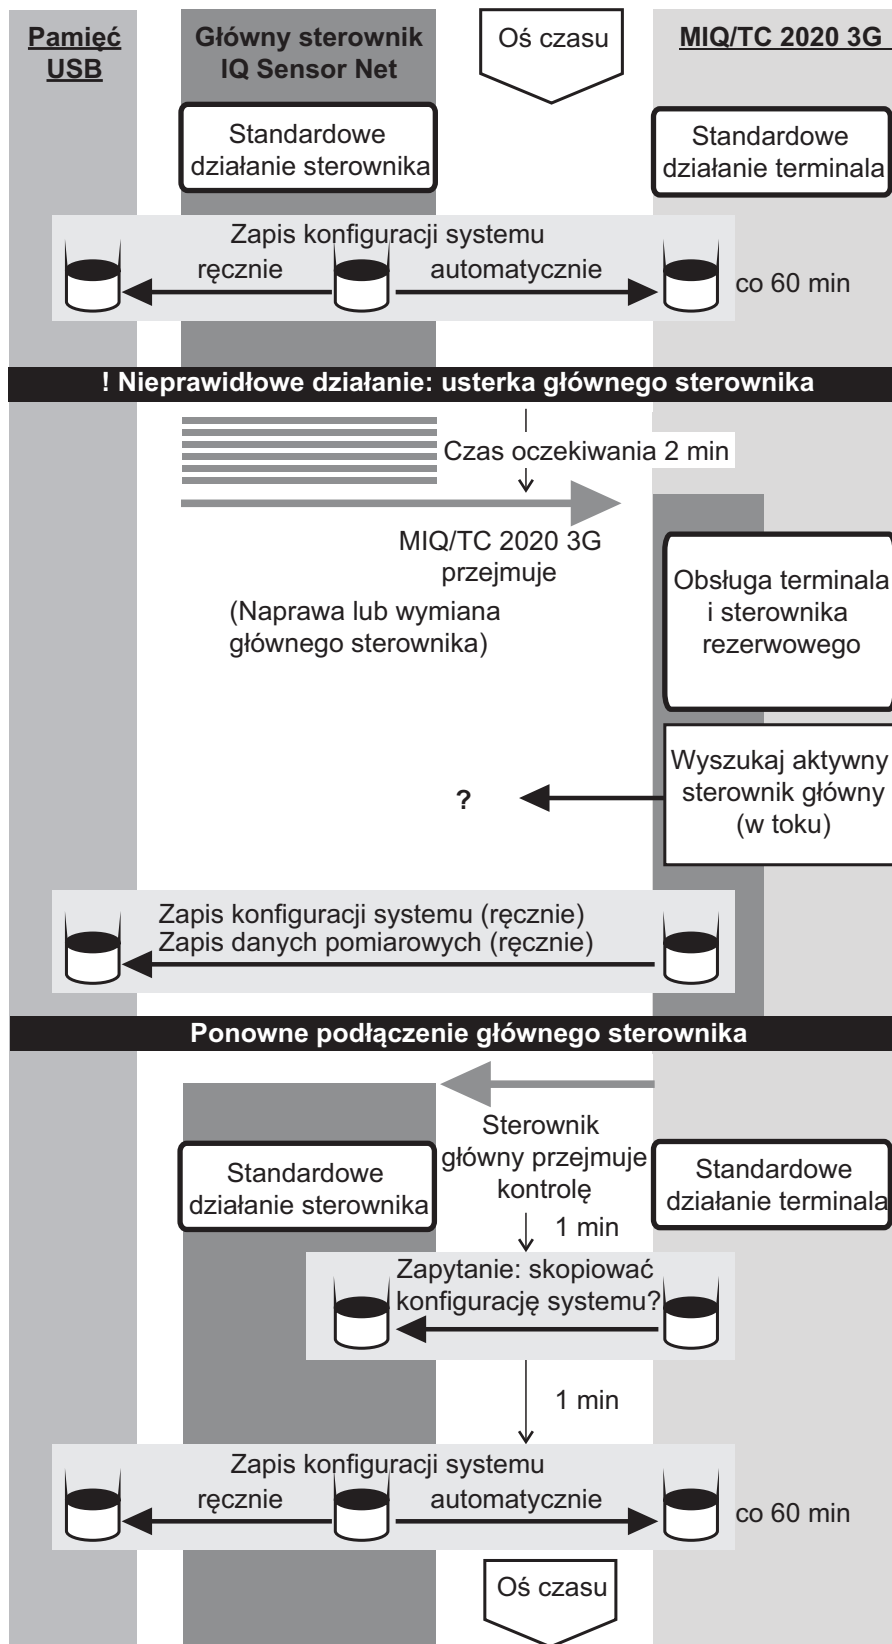 Pamięć
USB
Główny sterownik
IQ Sensor Net
Oś czasu
MIQ/TC 2020 3G
Standardowe
działanie sterownika
Standardowe
działanie terminala
Zapis konfiguracji systemu
ręcznie
automatycznie
co 60 min
! Nieprawidłowe działanie: usterka głównego sterownika
Czas oczekiwania 2 min
MIQ/TC 2020 3G
przejmuje
(Naprawa lub wymiana
głównego sterownika)
Obsługa terminala
i sterownika
rezerwowego
Wyszukaj aktywny
sterownik główny
(w toku)
?
Zapis konfiguracji systemu (ręcznie)
Zapis danych pomiarowych (ręcznie)
Ponowne podłączenie głównego sterownika
Sterownik
główny przejmuje
kontrolę
Standardowe
działanie sterownika
Standardowe
działanie terminala
1 min
Zapytanie: skopiować
konfigurację systemu?
1 min
Zapis konfiguracji systemu
ręcznie
automatycznie
co 60 min
Oś czasu